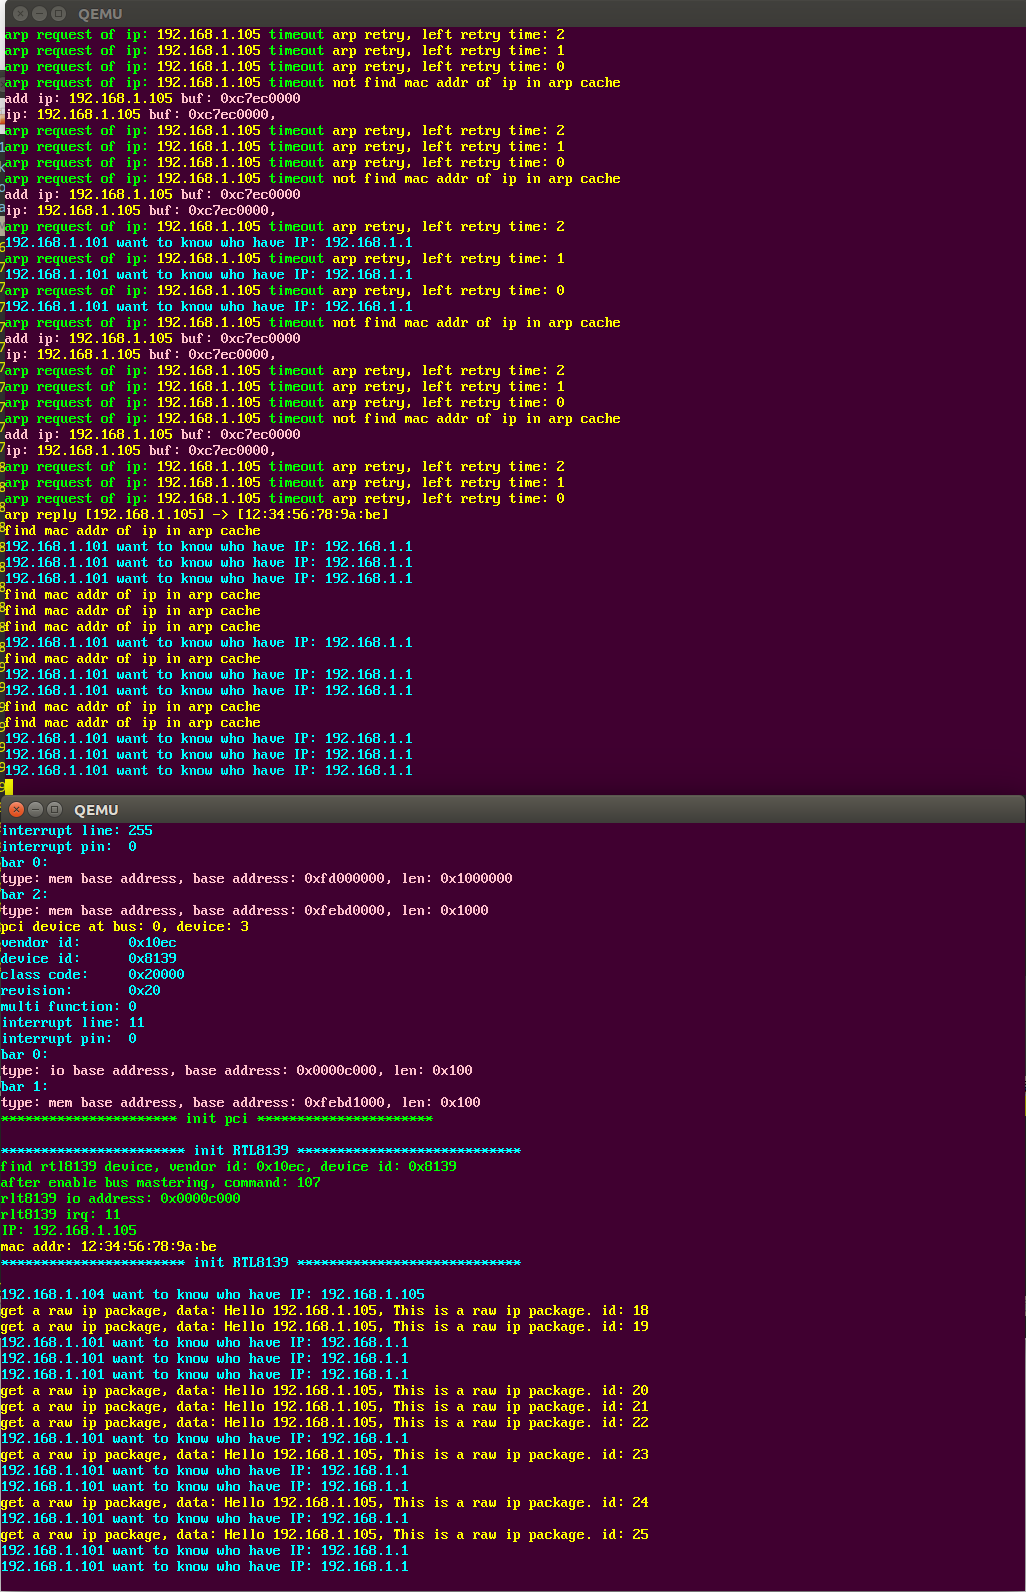 QEMU
arp request of ip: 192.168.1.105 timeout arp retry, left retry time: 2
arp request of ip: 192.168.1.105 timeout arp retry, left retry time: 1
arp request of ip: 192.168.1.105 timeout arp retry, left retry time: 0
arp request of ip: 192.168.1.105 timeout not find mac addr of ip in arp cache
add ip: 192.168.1.105 buf: 0xc7ec0000
ip: 192.168.1.105 buf: 0xc7ec0000,
arp request of ip: 192.168.1.105 timeout arp retry, left retry time: 2
arp request of ip: 192.168.1.105 timeout arp retry, left retry time: 1
arp request of ip: 192.168.1.105 timeout arp retry, left retry time: 0
arp request of ip: 192.168.1.105 timeout not find mac addr of ip in arp cache
add ip: 192.168.1.105 buf: 0xc7ec0000
ip: 192.168.1.105 buf: 0xc7ec0000,
arp request of ip: 192.168.1.105 timeout arp retry, left retry time: 2
192.168.1.101 want to know who have IP: 192.168.1.1
arp request of ip: 192.168.1.105 timeout arp retry, left retry time: 1
192.168.1.101 want to know who have IP: 192.168.1.1
arp request of ip: 192.168.1.105 timeout arp retry, left retry time: 0
192.168.1.101 want to know who have IP: 192.168.1.1
arp request of ip: 192.168.1.105 timeout not find mac addr of ip in arp cache
add ip: 192.168.1.105 buf: 0xc7ec0000
ip: 192.168.1.105 buf: 0xc7ec0000,
arp request of ip: 192.168.1.105 timeout arp retry, left retry time: 2
arp request of ip: 192.168.1.105 timeout arp retry, left retry time: 1
arp request of ip: 192.168.1.105 timeout arp retry, left retry time: 0
arp request of ip: 192.168.1.105 timeout not find mac addr of ip in arp cache
add ip: 192.168.1.105 buf: 0xc7ec0000
ip: 192.168.1.105 buf: 0xc7ec0000,
arp request of ip: 192.168.1.105 timeout arp retry, left retry time: 2
arp request of ip: 192.168.1.105 timeout arp retry, left retry time: 1
arp request of ip: 192.168.1.105 timeout arp retry, left retry time: 0
arp reply [192.168.1.105] -> [12:34:56:78:9a:be]
find mac addr of ip in arp cache
192.168.1.101 want to know who have IP: 192.168.1.1
192.168.1.101 want to know who have IP: 192.168.1.1
192.168.1.101 want to know who have IP: 192.168.1.1
find mac addr of ip in arp cache
find mac addr of ip in arp cache
find mac addr of ip in arp cache
192.168.1.101 want to know who have IP: 192.168.1.1
find mac addr of ip in arp cache
192.168.1.101 want to know who have IP: 192.168.1.1
192.168.1.101 want to know who have IP: 192.168.1.1
find mac addr of ip in arp cache
find mac addr of ip in arp cache
192.168.1.101 want to know who have IP: 192.168.1.1
192.168.1.101 want to know who have IP: 192.168.1.1
192.168.1.101 want to know who have IP: 192.168.1.1
QEMU
interrupt line: 255
interrupt pin: 0
bar 0:
type: mem base address, base address: 0xfd000000, len: 0x1000000
bar 2:
type: mem base address, base address: 0xfebd0000, len: 0x1000
pci device at bus: 0, device: 3
vendor id: 0x10ec
device id: 0x8139
class code: 0x20000
revision: 0x20
multi function: 0
interrupt line: 11
interrupt pin: 0
bar 0:
type: io base address, base address: 0x0000c000, len: 0x100
bar 1:
type: mem base address, base address: 0xfebd1000, len: 0x100
********************** init pci **********************
*********************** init RTL8139 ****************************
find rtl8139 device, vendor id: 0x10ec, device id: 0x8139
after enable bus mastering, command: 107
rlt8139 io address: 0x0000c000
rlt8139 irq: 11
IP: 192.168.1.105
mac addr: 12:34:56:78:9a:be
*********************** init RTL8139 ****************************
192.168.1.104 want to know who have IP: 192.168.1.105
get a raw ip package, data: Hello 192.168.1.105, This is a raw ip package. id: 18
get a raw ip package, data: Hello 192.168.1.105, This is a raw ip package. id: 19
192.168.1.101 want to know who have IP: 192.168.1.1
192.168.1.101 want to know who have IP: 192.168.1.1
192.168.1.101 want to know who have IP: 192.168.1.1
get a raw ip package, data: Hello 192.168.1.105, This is a raw ip package. id: 20
get a raw ip package, data: Hello 192.168.1.105, This is a raw ip package. id: 21
get a raw ip package, data: Hello 192.168.1.105, This is a raw ip package. id: 22
192.168.1.101 want to know who have IP: 192.168.1.1
get a raw ip package, data: Hello 192.168.1.105, This is a raw ip package. id: 23
192.168.1.101 want to know who have IP: 192.168.1.1
192.168.1.101 want to know who have IP: 192.168.1.1
get a raw ip package, data: Hello 192.168.1.105, This is a raw ip package. id: 24
192.168.1.101 want to know who have IP: 192.168.1.1
get a raw ip package, data: Hello 192.168.1.105, This is a raw ip package. id: 25
192.168.1.101 want to know who have IP: 192.168.1.1
192.168.1.101 want to know who have IP: 192.168.1.1